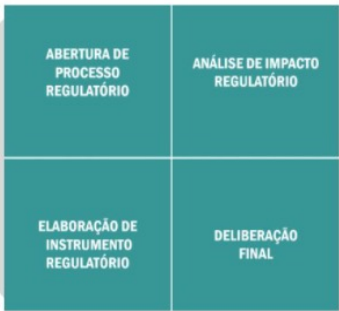 ABERTURA DE
PROCESSO
REGULATÓRIO
ANÁLISE DE IMPACTO
REGULATÓRIO
ELABORAÇÃO DE
INSTRUMENTO
REGULATÓRIO
DELIBERAÇÃO
FINAL